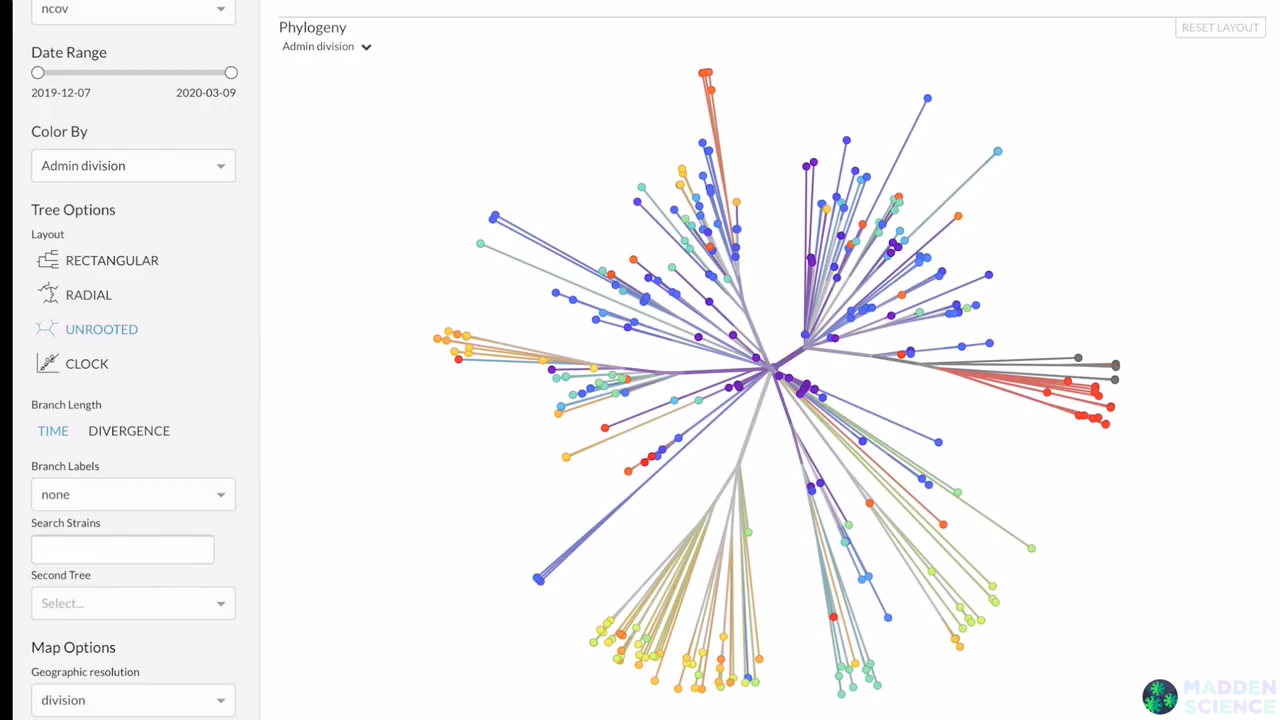 ncov
Date Range
2019-12-07 2020-03-09
Color By
Admin division
Tree Options
Layout
RECTANGULAR
RADIAL
UNROOTED
CLOCK
Branch Length
TIME DIVERGENCE
Branch Labels
none
Search Strains
Second Tree
Select...
Map Options
Geographic resolution
division
Phylogeny
Admin division
RESET LAYOUT
MADDEN
SCIENCE